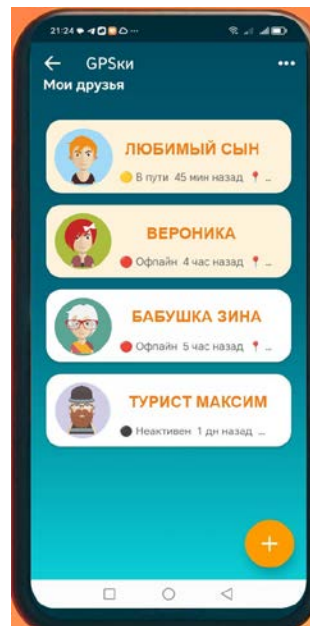 21:24
GPSки
Мои друзья
ЛЮБИМЫЙ СЫН
В пути 45 мин назад ...
ВЕРОНИКА
Офлайн 4 час назад ...
БАБУШКА ЗИНА
Офлайн 5 час назад ...
ТУРИСТ МАКСИМ
Неактивен 1 дн назад ...